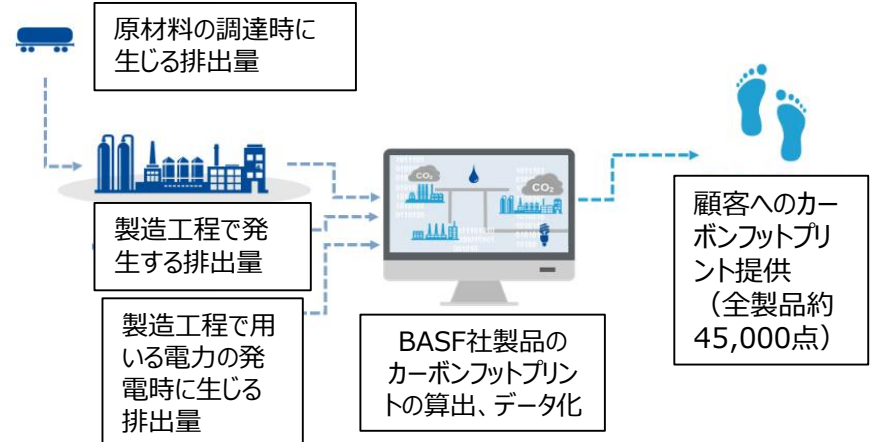 原材料の調達時に
生じる排出量
製造工程で発
生する排出量
製造工程で用
いる電力の発
電時に生じる
排出量
CO₂
CO₂
BASF社製品の
カーボンフットプリン
トの算出、データ化
顧客へのカー
ボンフットプリ
ント提供
（全製品約
45,000点）